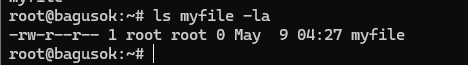 root@bagusok:~# ls myfile -la
-rw-r--r-- 1 root root 0 May  9 04:27 myfile
root@bagusok:~#